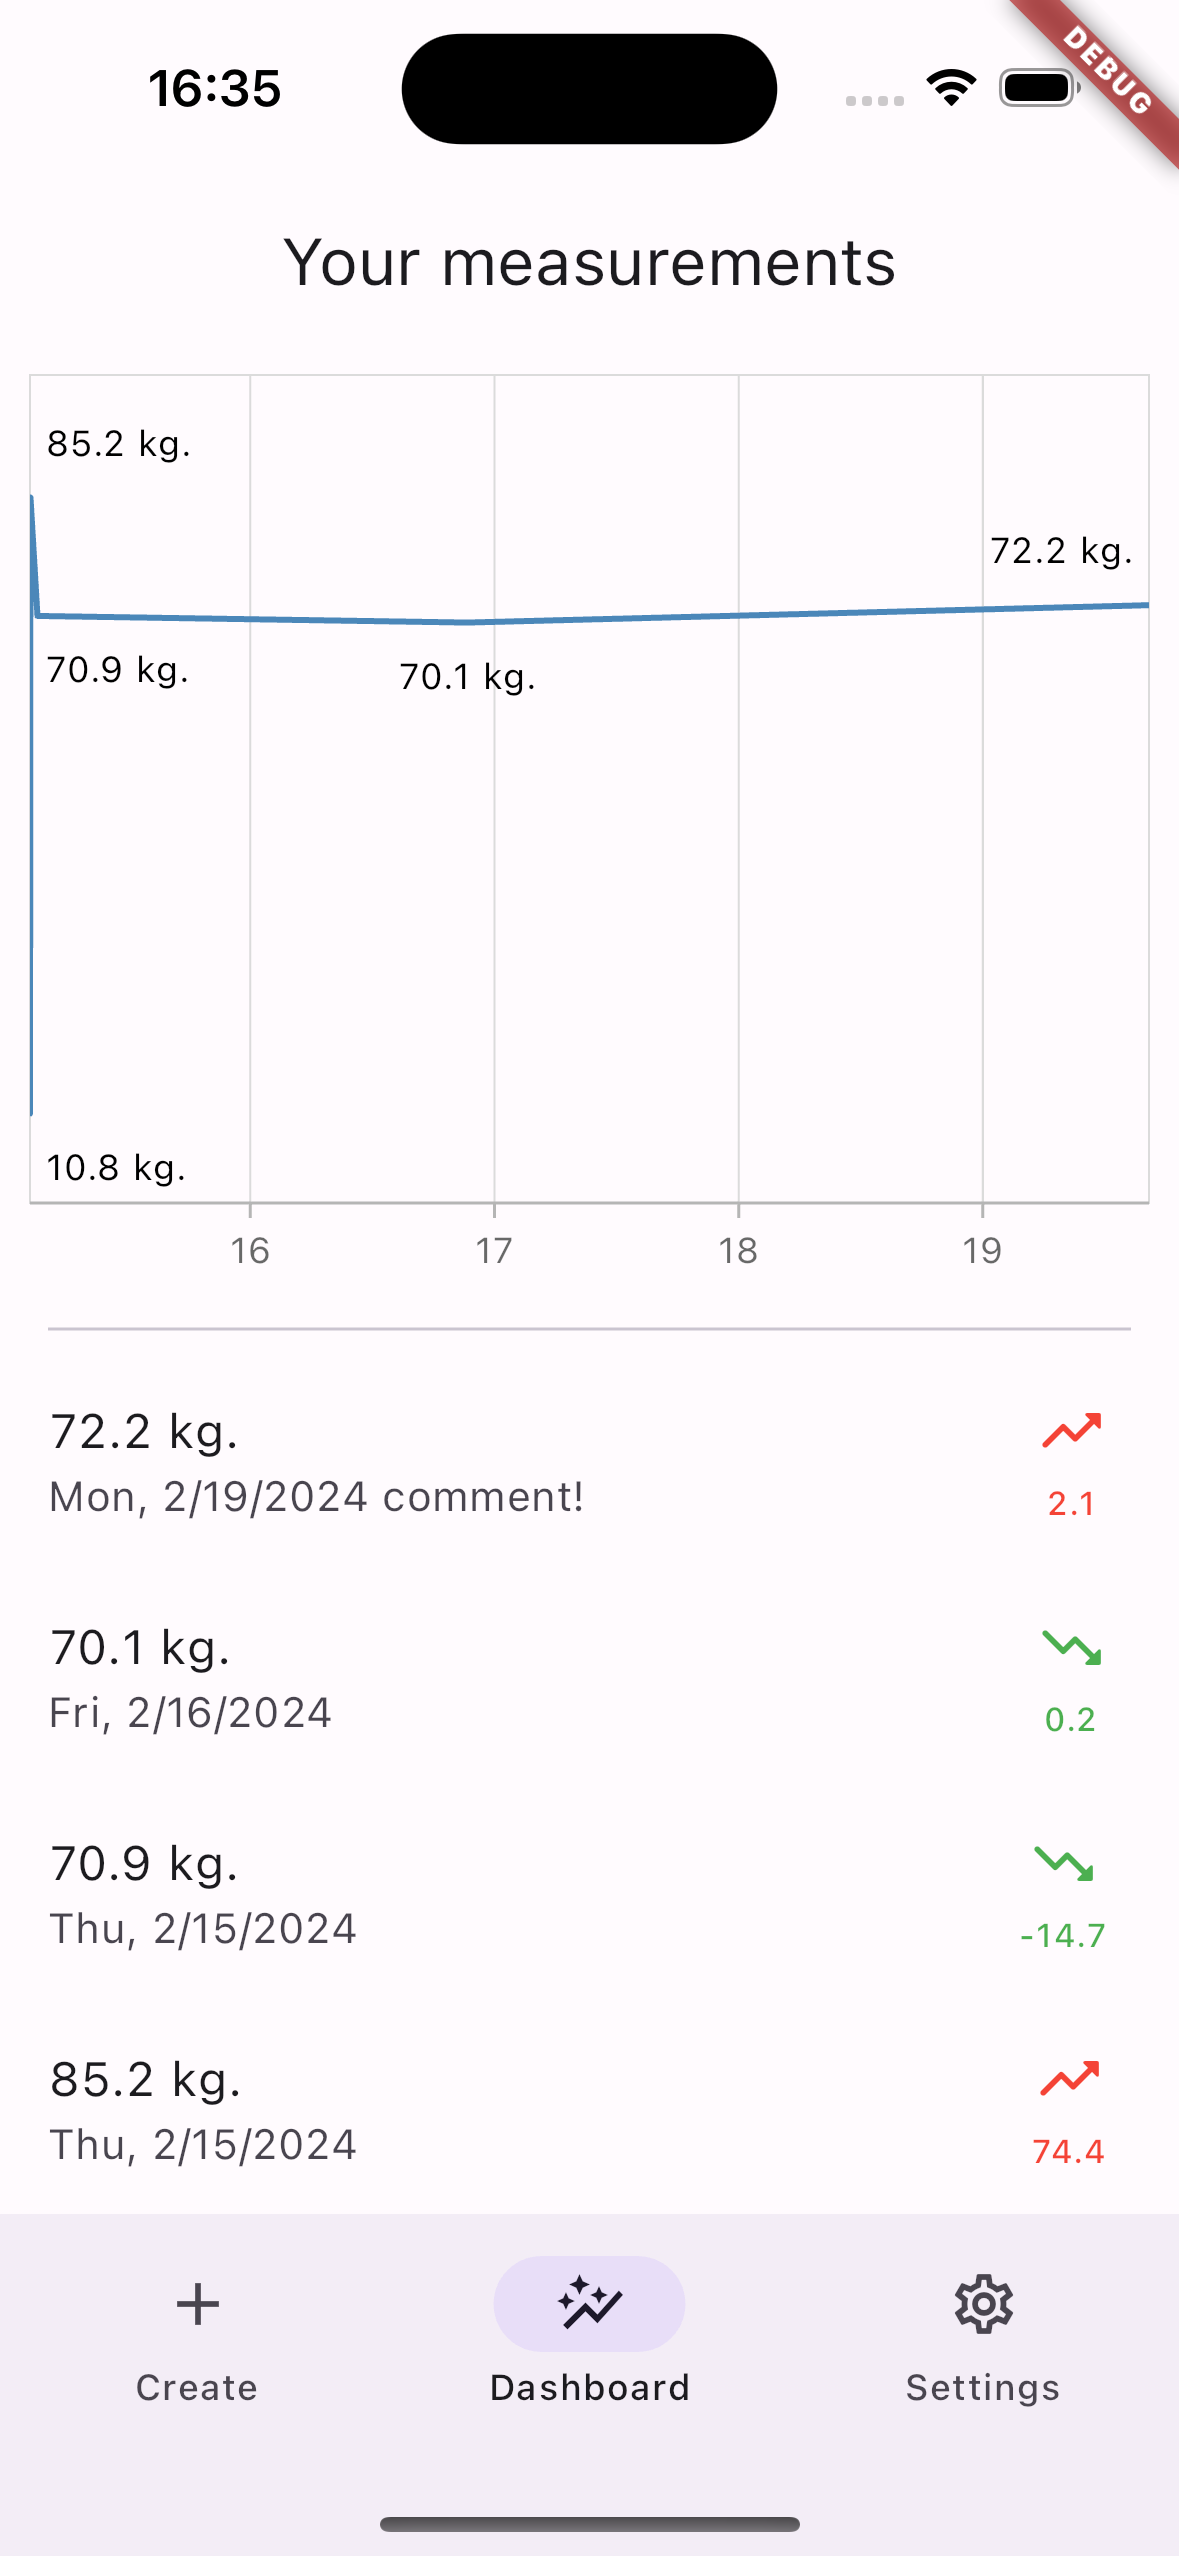 16:35
DEBUG
Your measurements
85.2 kg.
72.2 kg.
70.9 kg.
70.1 kg.
10.8 kg.
16 17 18 19
72.2 kg.
Mon, 2/19/2024 comment!
2.1
70.1 kg.
Fri, 2/16/2024
0.2
70.9 kg.
Thu, 2/15/2024
-14.7
85.2 kg.
Thu, 2/15/2024
74.4
Create Dashboard Settings